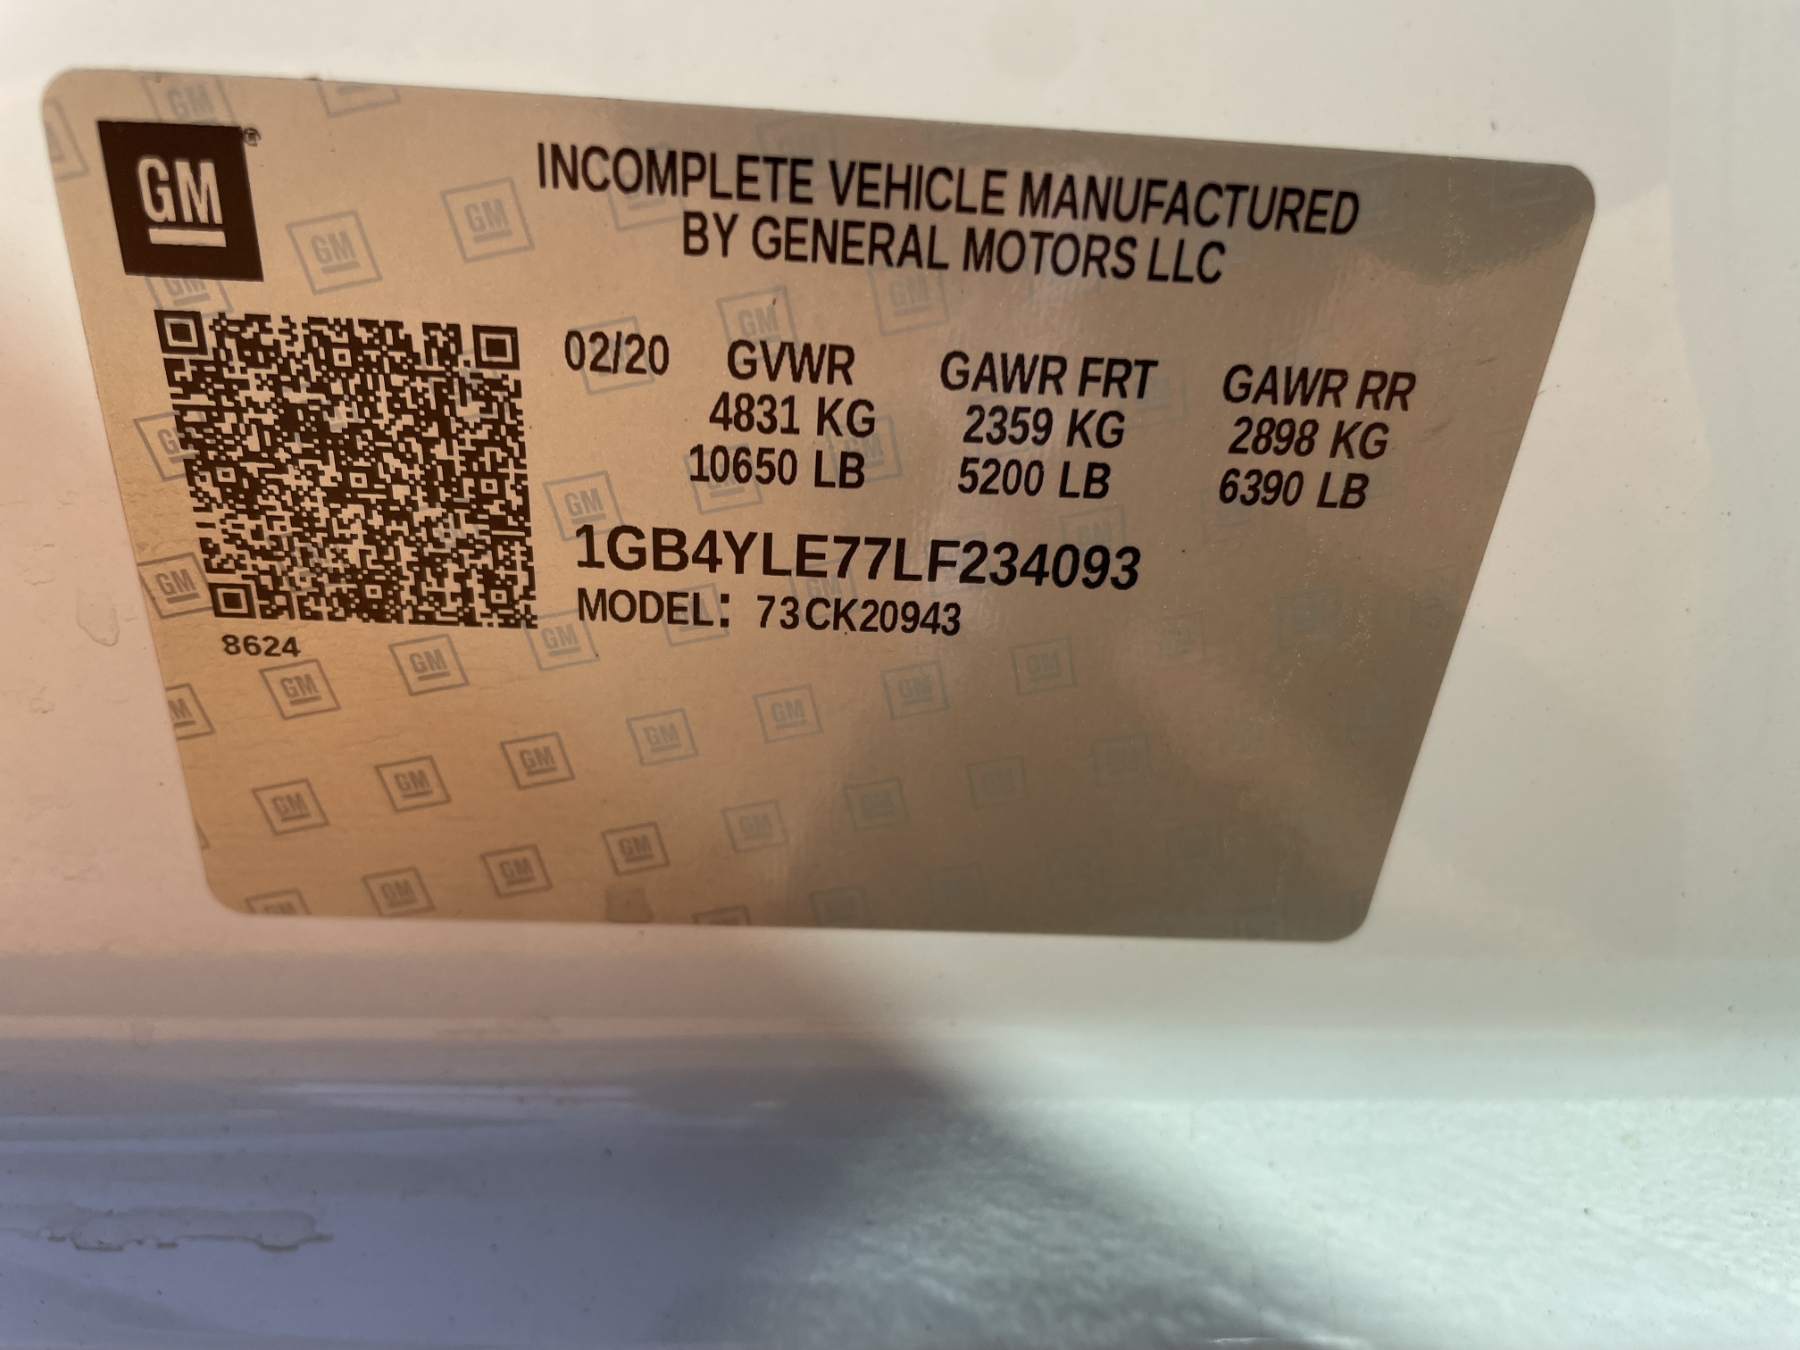 GM
INCOMPLETE VEHICLE MANUFACTURED
BY GENERAL MOTORS LLC
02/20 GVWR GAWR FRT GAWR RR
4831 KG 2359 KG 2898 KG
10650 LB 5200 LB 6390 LB
1GB4YLE77LF234093
MODEL: 73CK20943
8624